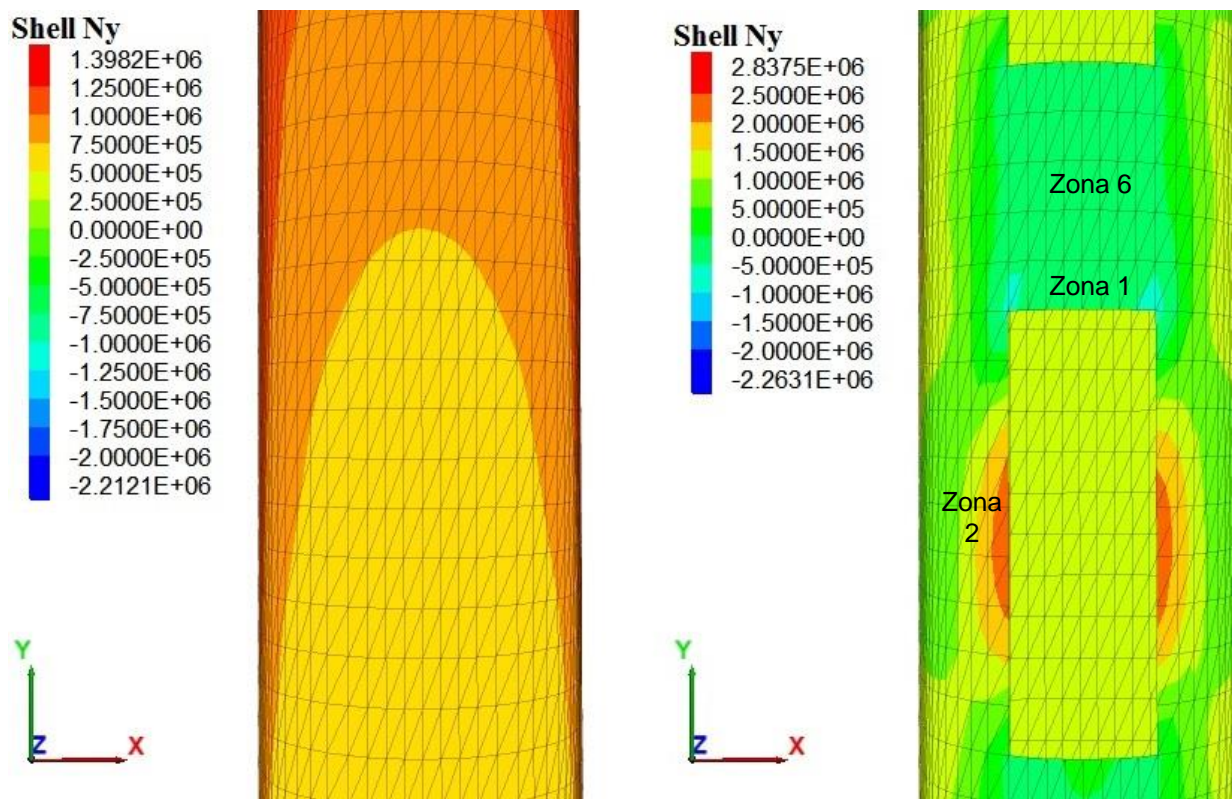 Shell Ny
1.3982E+06
1.2500E+06
1.0000E+06
7.5000E+05
5.0000E+05
2.5000E+05
0.0000E+00
-2.5000E+05
-5.0000E+05
-7.5000E+05
-1.0000E+06
-1.2500E+06
-1.5000E+06
-1.7500E+06
-2.0000E+06
-2.2121E+06
Y
Z
X
Shell Ny
2.8375E+06
2.5000E+06
2.0000E+06
1.5000E+06
1.0000E+06
5.0000E+05
0.0000E+00
-5.0000E+05
-1.0000E+06
-1.5000E+06
-2.0000E+06
-2.2631E+06
Zona 6
Zona 1
Zona
2
Y
Z
X